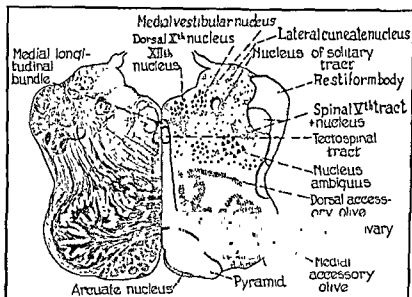 Medial vestibular nucleus
Dorsal Xth nucleus
XIIth
nucleus
Medial longi-
tudinal
bundle
Lateral cuneate nucleus
Nucleus of solitary
tract
Restiform body
Spinal Vth tract
+nucleus
Tectospinal
tract
Nucleus
ambiguus
Dorsal access-
ory olive
ivary
Medial
accessory
olive
Pyramid
Arcuate nucleus